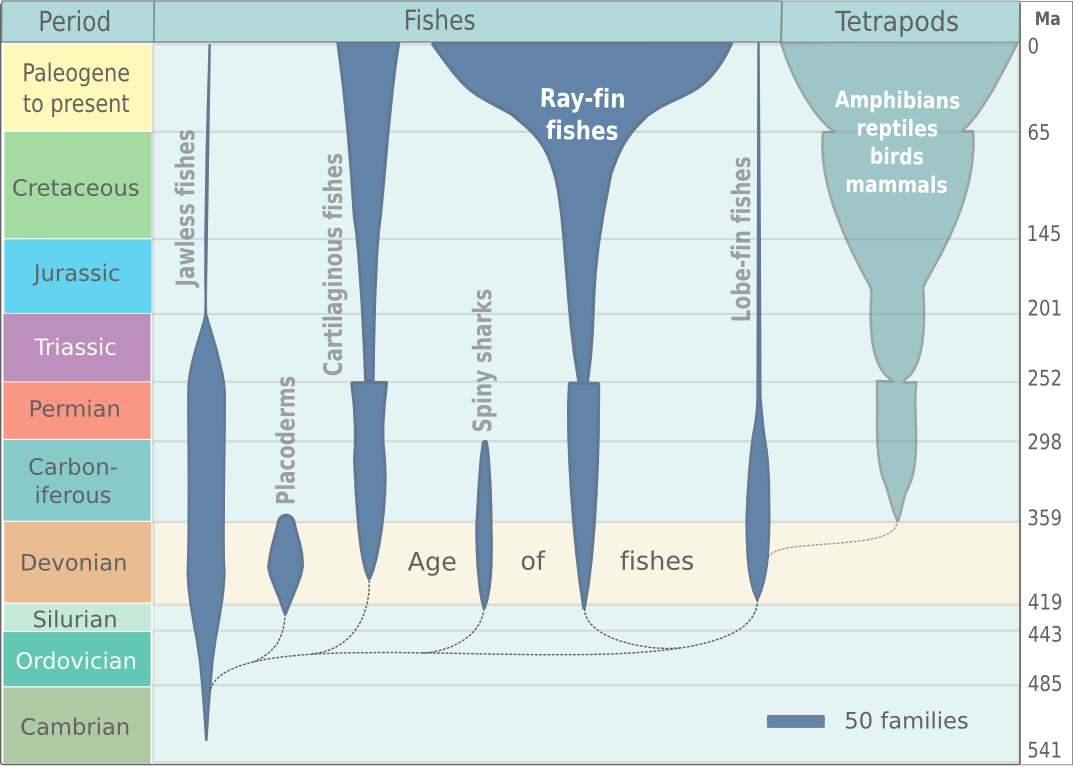 Period
Fishes
Tetrapods
Ma
0
Paleogene
to present
Ray-fin
fishes
Amphibians
reptiles
birds
mammals
65
Cretaceous
Jawless fishes
Cartilaginous fishes
Lobe-fin fishes
145
Jurassic
201
Triassic
Spiny sharks
252
Permian
Placoderms
298
Carbon-
iferous
359
Devonian
Age of fishes
419
Silurian
443
Ordovician
485
Cambrian
50 families
541